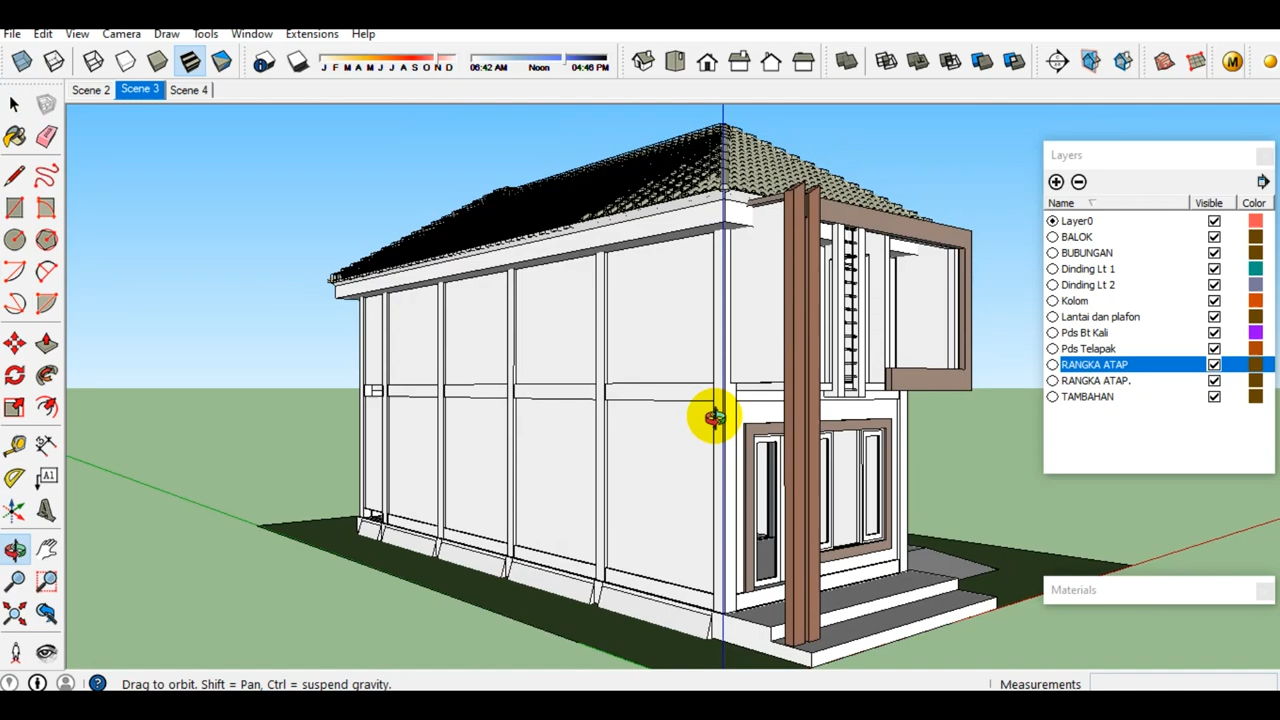 File Edit View Camera Draw Tools Window Extensions Help
J F M A M J J A S O N D 06:42 AM Noon 04:46 PM
M
Scene 2 Scene 3 Scene 4
Layers
Name Visible Color
Layer0
BALOK
BUBUNGAN
Dinding Lt 1
Dinding Lt 2
Kolom
Lantai dan plafon
Pds Bt Kali
Pds Telapak
RANGKA ATAP
RANGKA ATAP.
TAMBAHAN
A1
Materials
Drag to orbit. Shift = Pan, Ctrl = suspend gravity.
Measurements